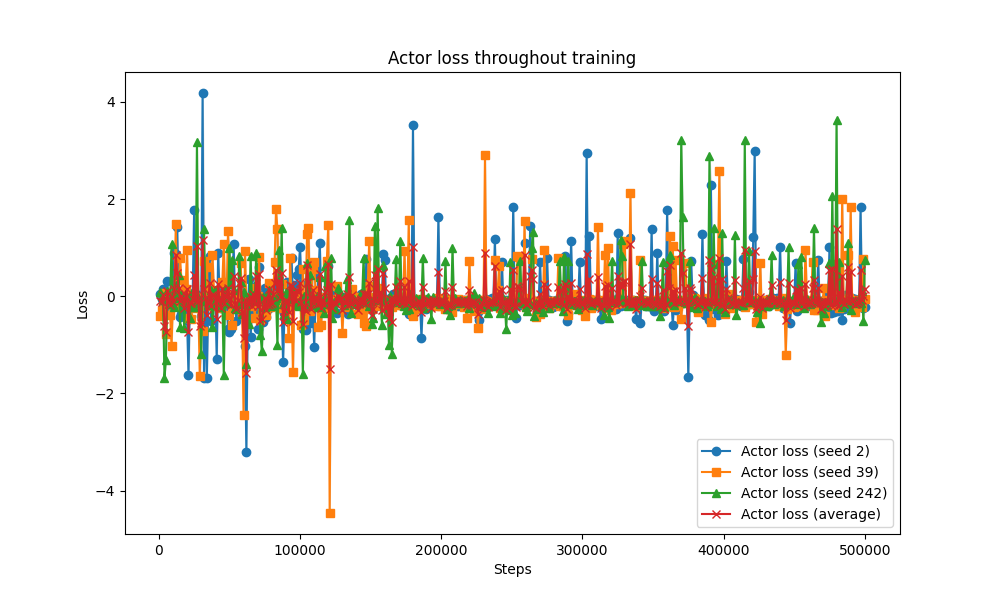 Actor loss throughout training
Loss
4
2
0
−2
−4
Actor loss (seed 2)
Actor loss (seed 39)
Actor loss (seed 242)
Actor loss (average)
0 100000 200000 300000 400000 500000
Steps